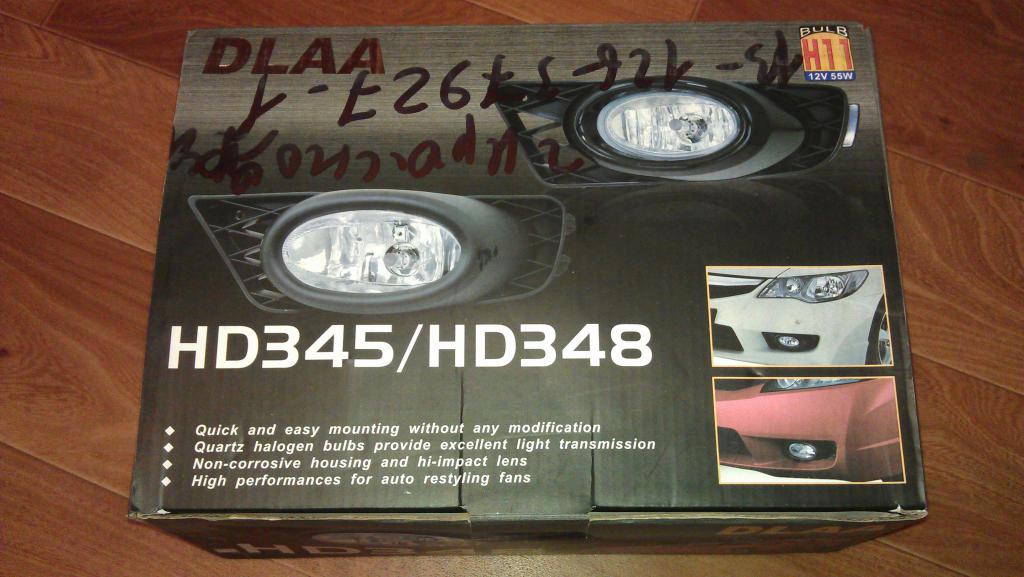 DLAA
BULB
H11
12V 55W
HD345/HD348
Quick and easy mounting without any modification
Quartz halogen bulbs provide excellent light transmission
Non-corrosive housing and hi-impact lens
High performances for auto restyling fans
DLAA